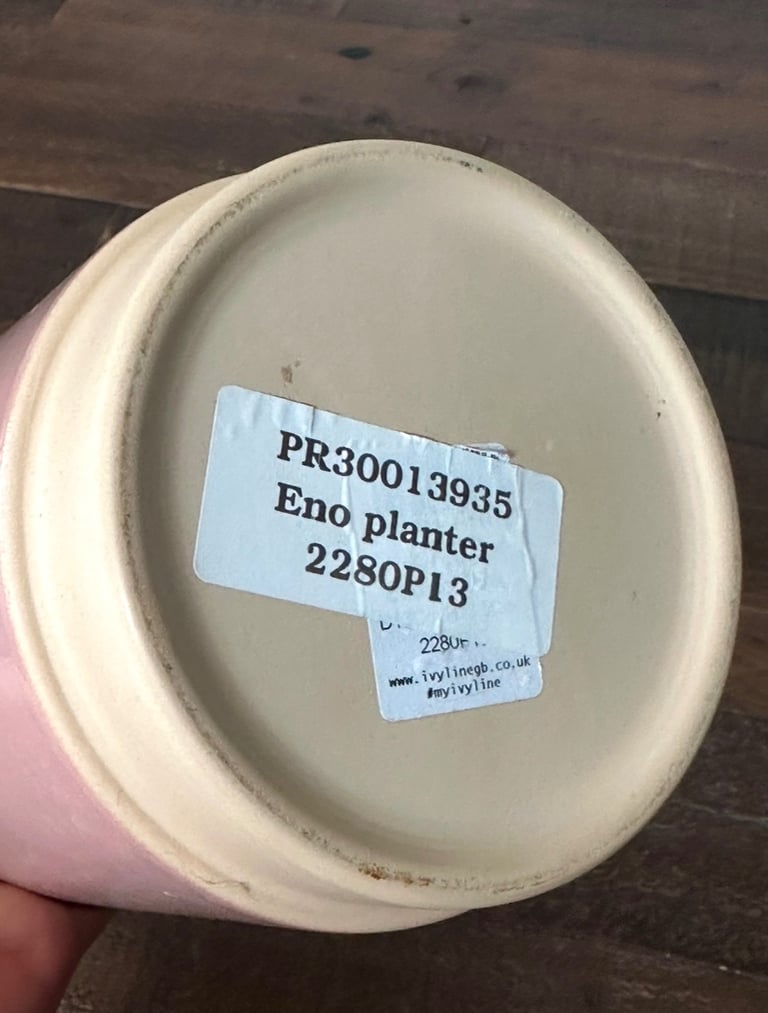 PR30013935
Eno planter
2280P13
www.ivylinegb.co.uk
#myivyline